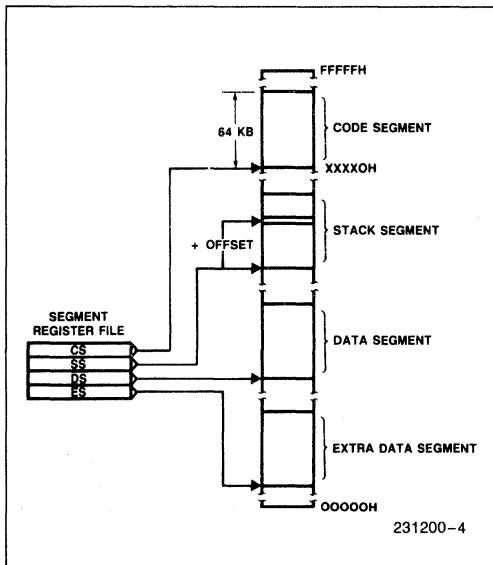 FFFFFH
64 KB
CODE SEGMENT
XXXX0H
STACK SEGMENT
+ OFFSET
SEGMENT
REGISTER FILE
CS
SS
DS
ES
DATA SEGMENT
EXTRA DATA SEGMENT
00000H
231200-4